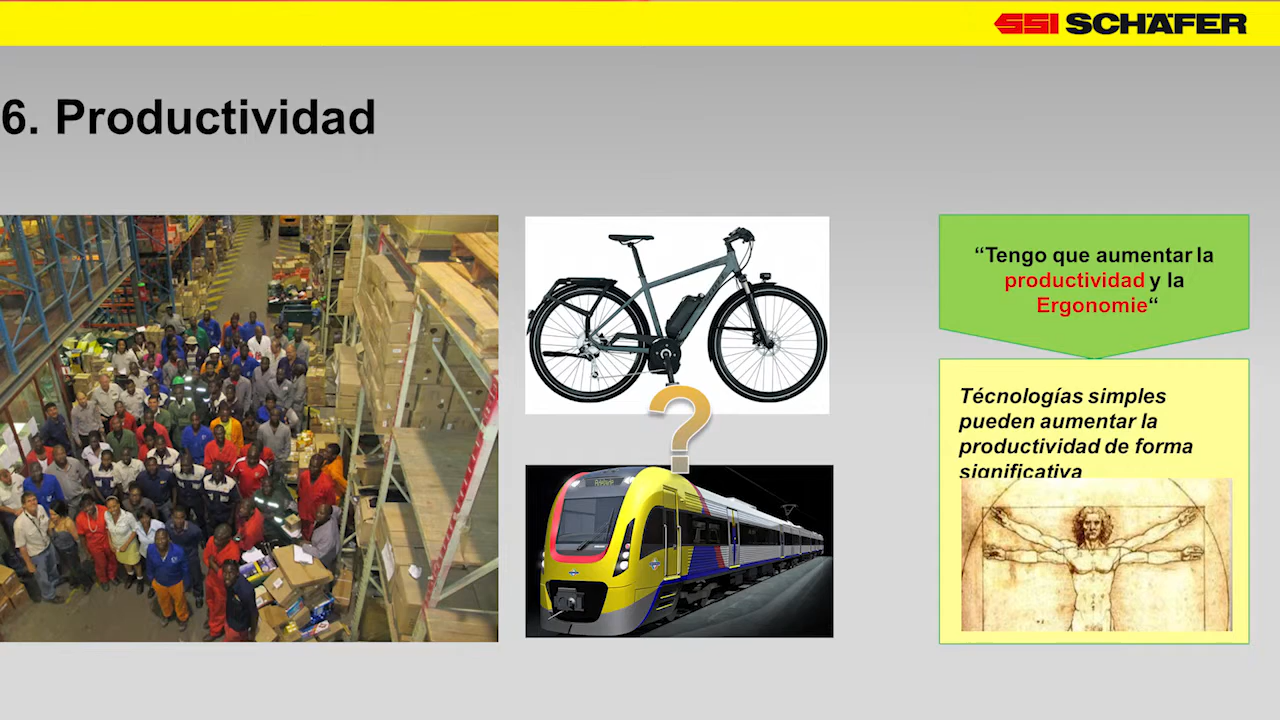 SSI SCHÄFER
6. Productividad
“Tengo que aumentar la
productividad y la
Ergonomie“
?
Técnologías simples
pueden aumentar la
productividad de forma
significativa